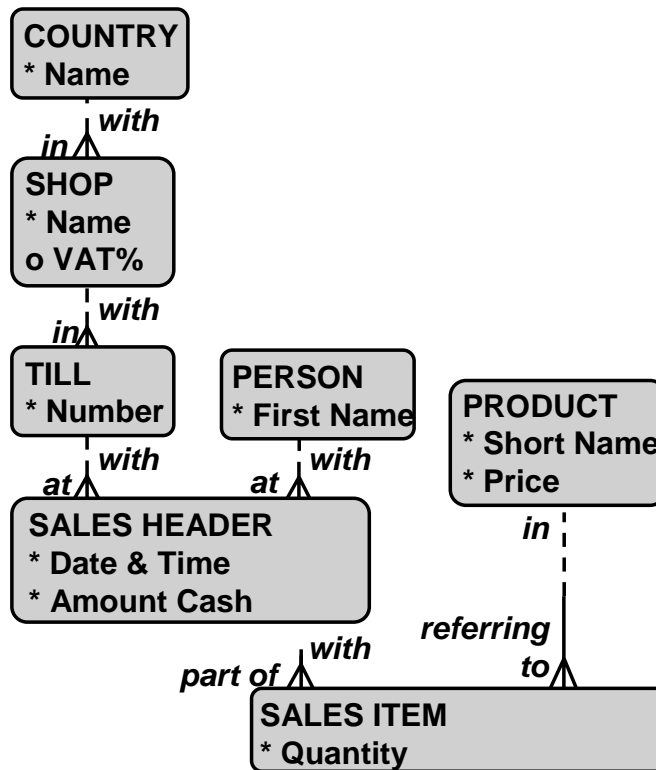 COUNTRY
* Name
with
in
SHOP
* Name
o VAT%
with
in
TILL
* Number
PERSON
* First Name
PRODUCT
* Short Name
* Price
with
at
with
at
in
SALES HEADER
* Date & Time
* Amount Cash
with
part of
referring
to
SALES ITEM
* Quantity